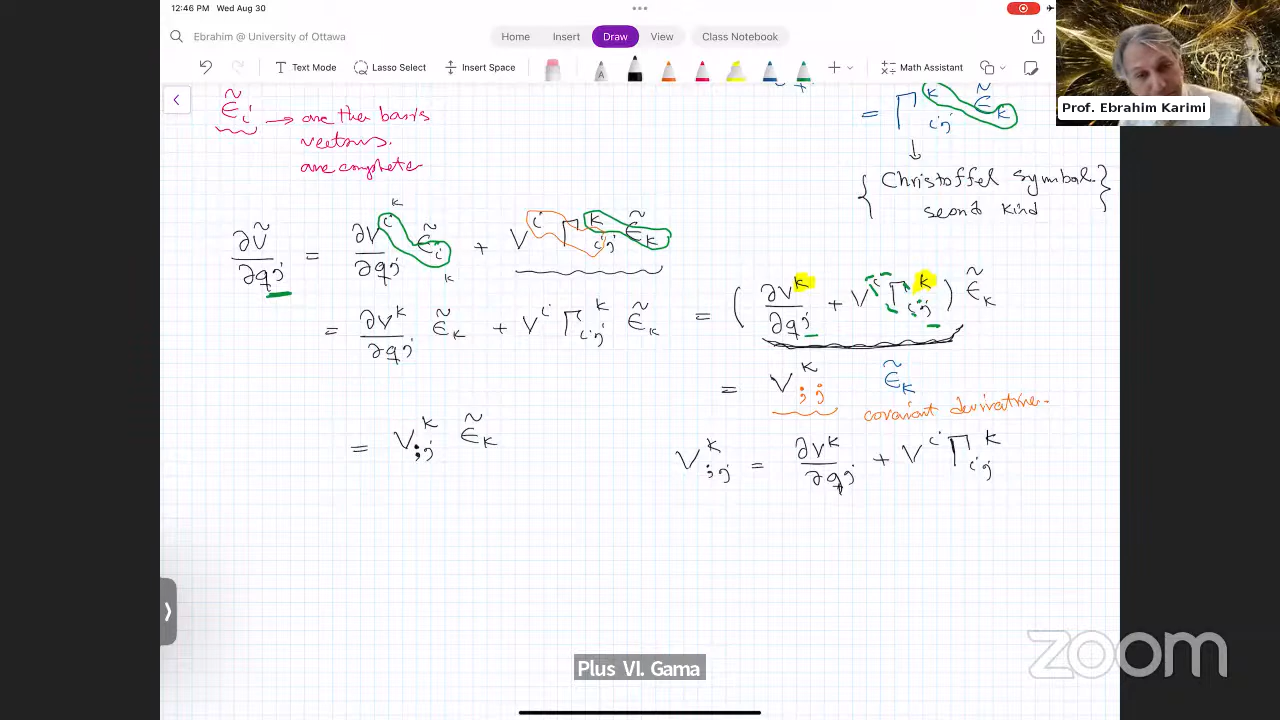 12:46 PM Wed Aug 30
Ebrahim @ University of Ottawa
Home Insert Draw View Class Notebook
Text Mode Lasso Select Insert Space Math Assistant
Prof. Ebrahim Karimi
ε̃ᵢ → are the basis
vectors.
are complete
= Γᵏᵢⱼ ε̃ₖ
↓
{ Christoffel symbol. }
second kind
∂Ṽ/∂qj = ∂Vⁱ/∂qj ε̃ᵢ + Vⁱ Γᵏᵢⱼ ε̃ₖ
k
k
= ∂Vᵏ/∂qj ε̃ₖ + Vⁱ Γᵏᵢⱼ ε̃ₖ = (∂Vᵏ/∂qj + Vⁱ Γᵏᵢⱼ) ε̃ₖ
= Vᵏ;ⱼ ε̃ₖ
covariant derivative.
= Vᵏ;ⱼ ε̃ₖ
Vᵏ;ⱼ = ∂Vᵏ/∂qj + Vⁱ Γᵏᵢⱼ
Plus VI. Gama
zoom